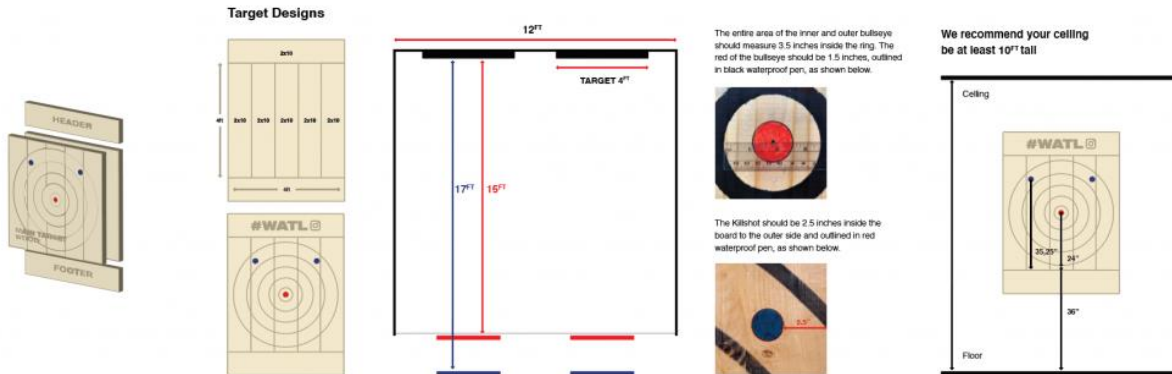 Target Designs
HEADER
MAIN TARGET
FOOTER
2x10
4ft
2x10 2x10 2x10 2x10 2x10
4ft
#WATL
12FT
TARGET 4FT
17FT
15FT
The entire area of the inner and outer bullseye
should measure 3.5 inches inside the ring. The
red of the bullseye should be 1.5 inches, outlined
in black waterproof pen, as shown below.
The Killshot should be 2.5 inches inside the
board to the outer side and outlined in red
waterproof pen, as shown below.
We recommend your ceiling
be at least 10FT tall
Ceiling
#WATL
35,25"
24"
36"
Floor